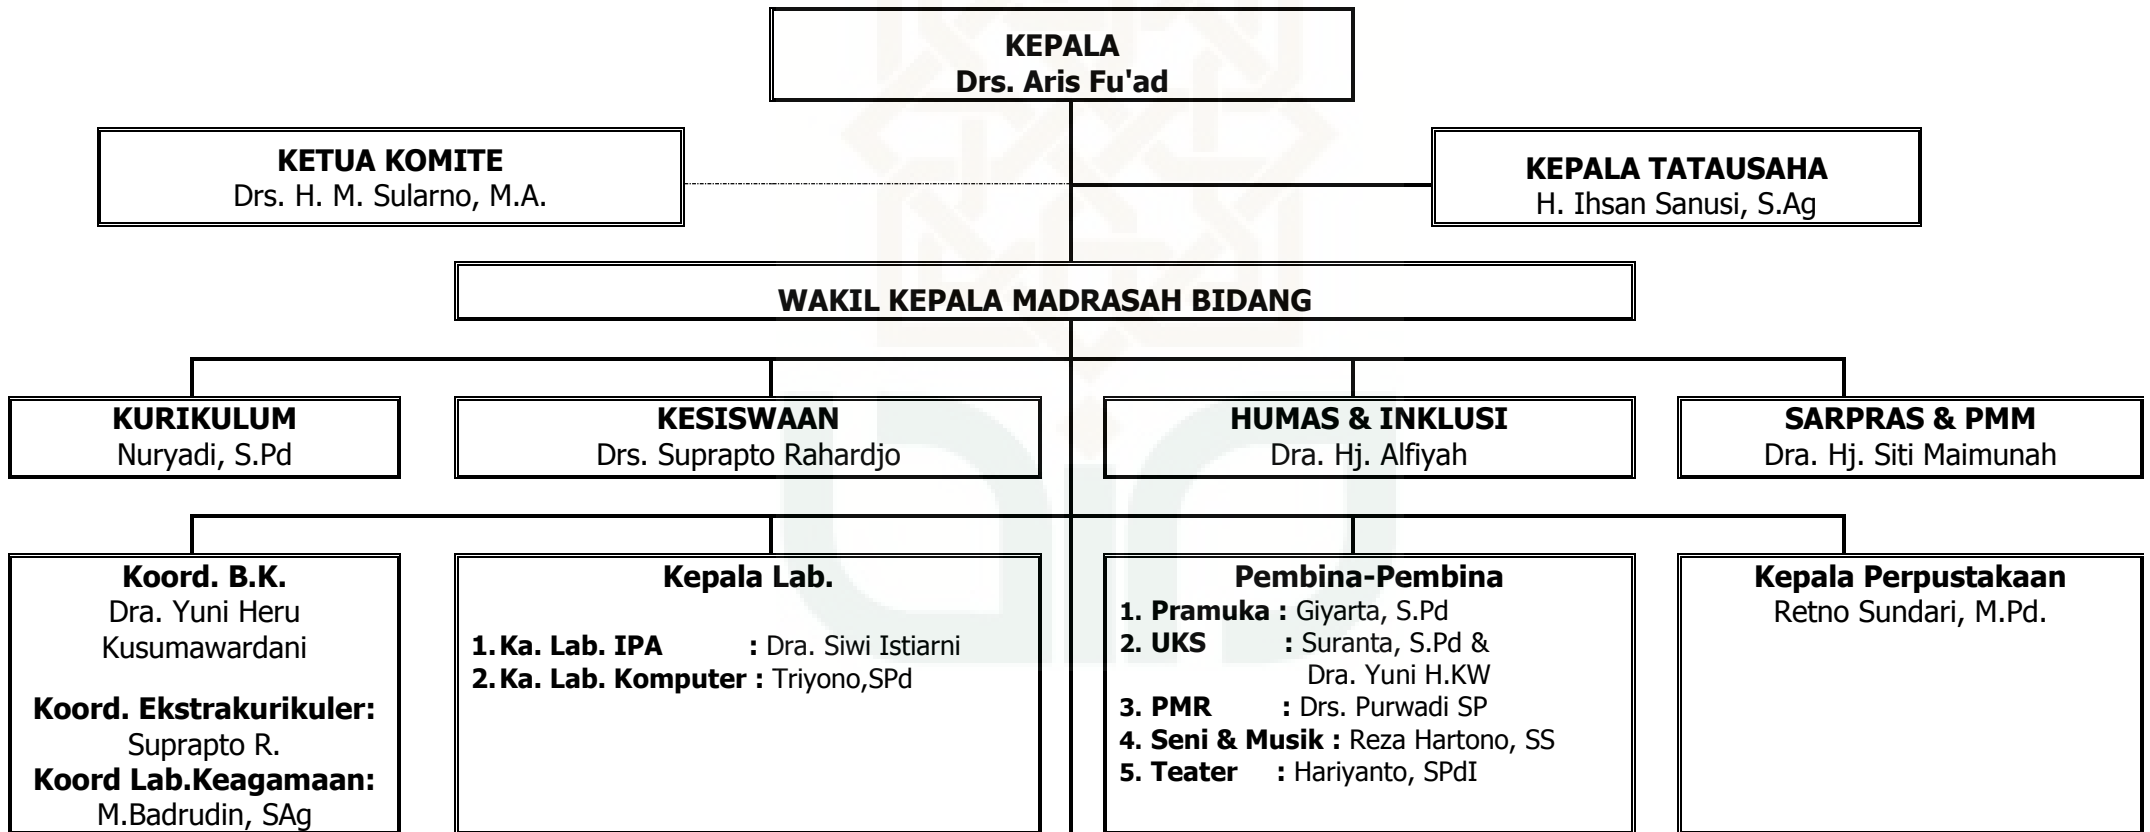 KEPALA
Drs. Aris Fu'ad
KETUA KOMITE
Drs. H. M. Sularno, M.A.
KEPALA TATAUSAHA
H. Ihsan Sanusi, S.Ag
WAKIL KEPALA MADRASAH BIDANG
KURIKULUM
Nuryadi, S.Pd
KESISWAAN
Drs. Suprapto Rahardjo
HUMAS & INKLUSI
Dra. Hj. Alfiyah
SARPRAS & PMM
Dra. Hj. Siti Maimunah
Koord. B.K.
Dra. Yuni Heru
Kusumawardani
Koord. Ekstrakurikuler:
Suprapto R.
Koord Lab.Keagamaan:
M.Badrudin, SAg
Kepala Lab.
1. Ka. Lab. IPA : Dra. Siwi Istiarni
2. Ka. Lab. Komputer : Triyono,SPd
Pembina-Pembina
1. Pramuka : Giyarta, S.Pd
2. UKS : Suranta, S.Pd &
Dra. Yuni H.KW
3. PMR : Drs. Purwadi SP
4. Seni & Musik : Reza Hartono, SS
5. Teater : Hariyanto, SPdI
Kepala Perpustakaan
Retno Sundari, M.Pd.